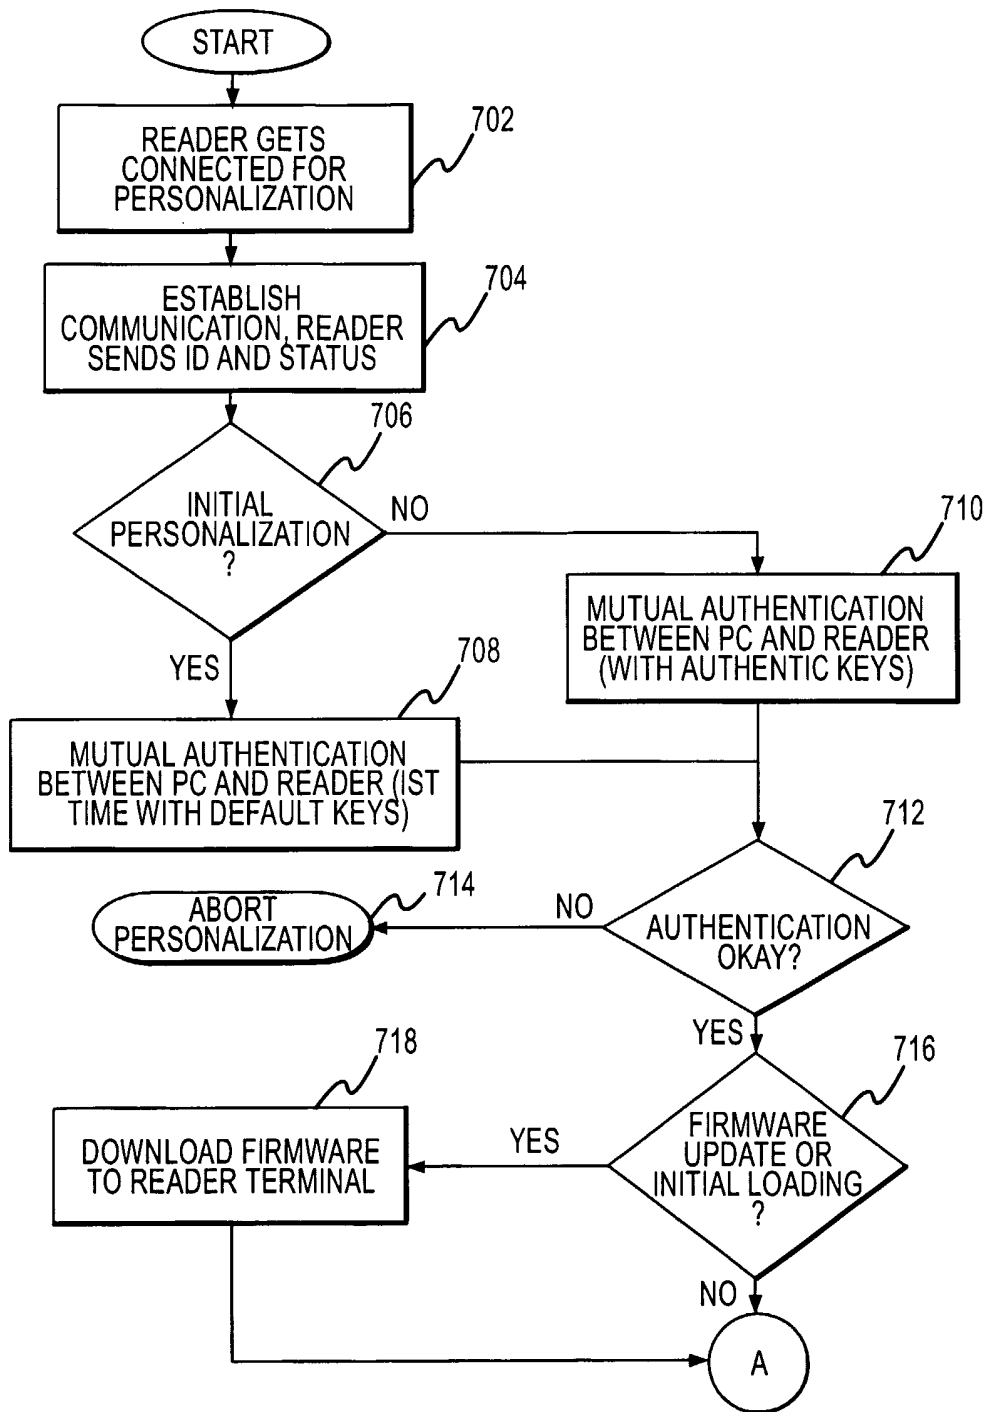 START
702
READER GETS
CONNECTED FOR
PERSONALIZATION
704
ESTABLISH
COMMUNICATION, READER
SENDS ID AND STATUS
706
INITIAL
PERSONALIZATION
?
NO
710
MUTUAL AUTHENTICATION
BETWEEN PC AND READER
(WITH AUTHENTIC KEYS)
YES
708
MUTUAL AUTHENTICATION
BETWEEN PC AND READER (IST
TIME WITH DEFAULT KEYS)
712
AUTHENTICATION
OKAY?
NO
714
ABORT
PERSONALIZATION
YES
716
FIRMWARE
UPDATE OR
INITIAL LOADING
?
YES
718
DOWNLOAD FIRMWARE
TO READER TERMINAL
NO
A